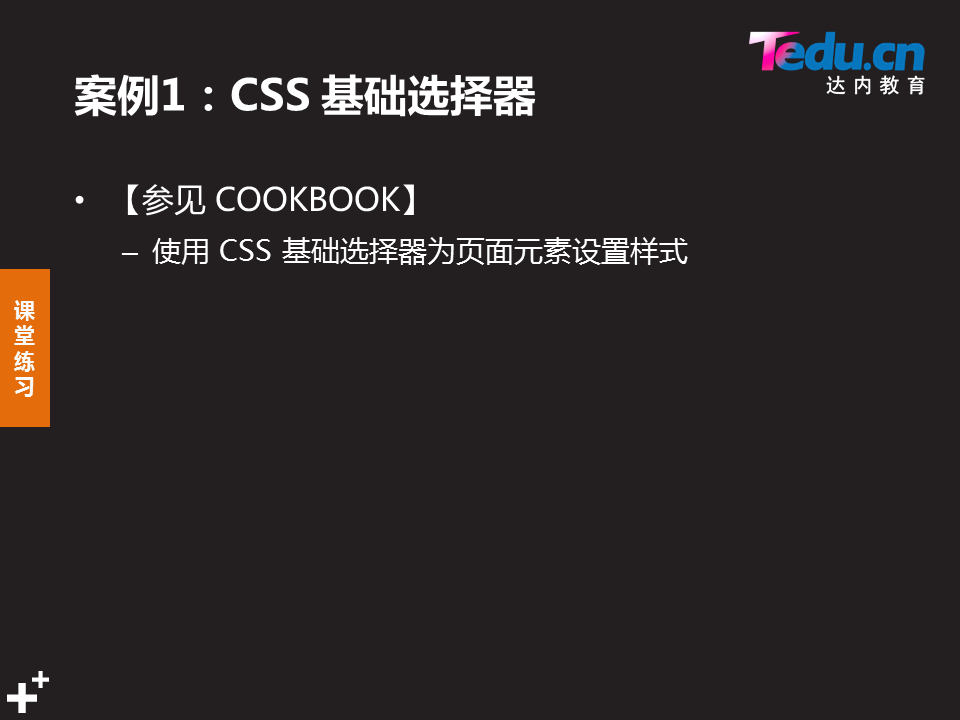 Tedu.cn
达内教育
案例1：CSS 基础选择器
• 【参见 COOKBOOK】
– 使用 CSS 基础选择器为页面元素设置样式
课
堂
练
习